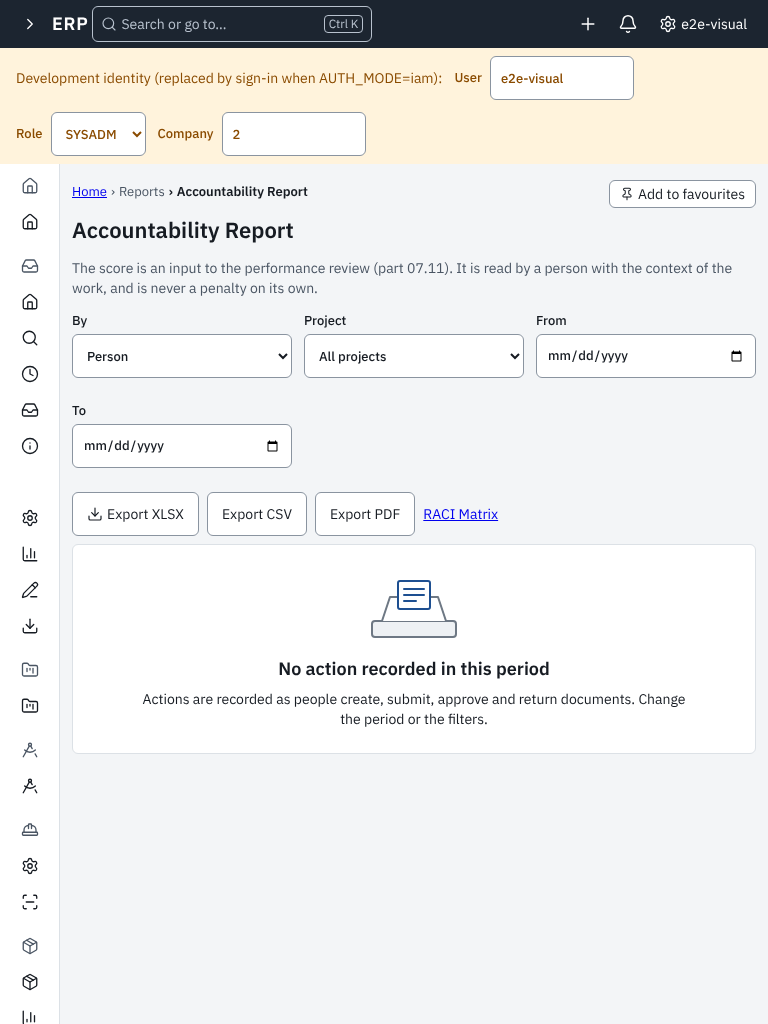 ERP
Search or go to... Ctrl K
e2e-visual
Development identity (replaced by sign-in when AUTH_MODE=iam): User e2e-visual
Role SYSADM Company 2
Home › Reports › Accountability Report
Add to favourites
Accountability Report
The score is an input to the performance review (part 07.11). It is read by a person with the context of the
work, and is never a penalty on its own.
By Project From
Person All projects mm/dd/yyyy
To
mm/dd/yyyy
Export XLSX Export CSV Export PDF RACI Matrix
No action recorded in this period
Actions are recorded as people create, submit, approve and return documents. Change
the period or the filters.